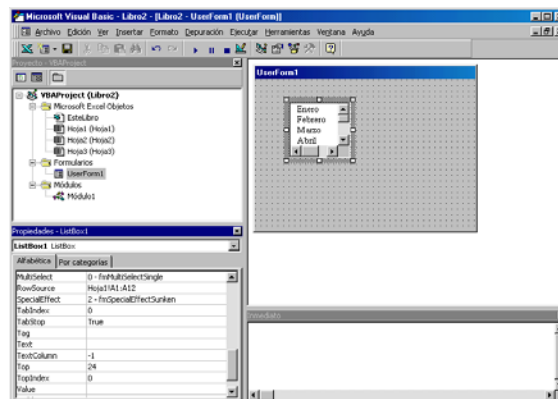 Microsoft Visual Basic - Libro2 - [Libro2 - UserForm1 (UserForm)]
Archivo Edición Ver Insertar Formato Depuración Ejecutar Herramientas Ventana Ayuda
Proyecto - VBAProject
VBAProject (Libro2)
Microsoft Excel Objetos
EsteLibro
Hoja1 (Hoja1)
Hoja2 (Hoja2)
Hoja3 (Hoja3)
Formularios
UserForm1
Módulos
Módulo1
UserForm1
Enero
Febrero
Marzo
Abril
Propiedades - ListBox1
ListBox1 ListBox
Alfabética Por categorías
MultiSelect 0 - fmMultiSelectSingle
RowSource Hoja1!A1:A12
SpecialEffect 2 - fmSpecialEffectSunken
TabIndex 0
TabStop True
Tag
Text
TextColumn -1
Top 24
TopIndex 0
Value
Inmediato